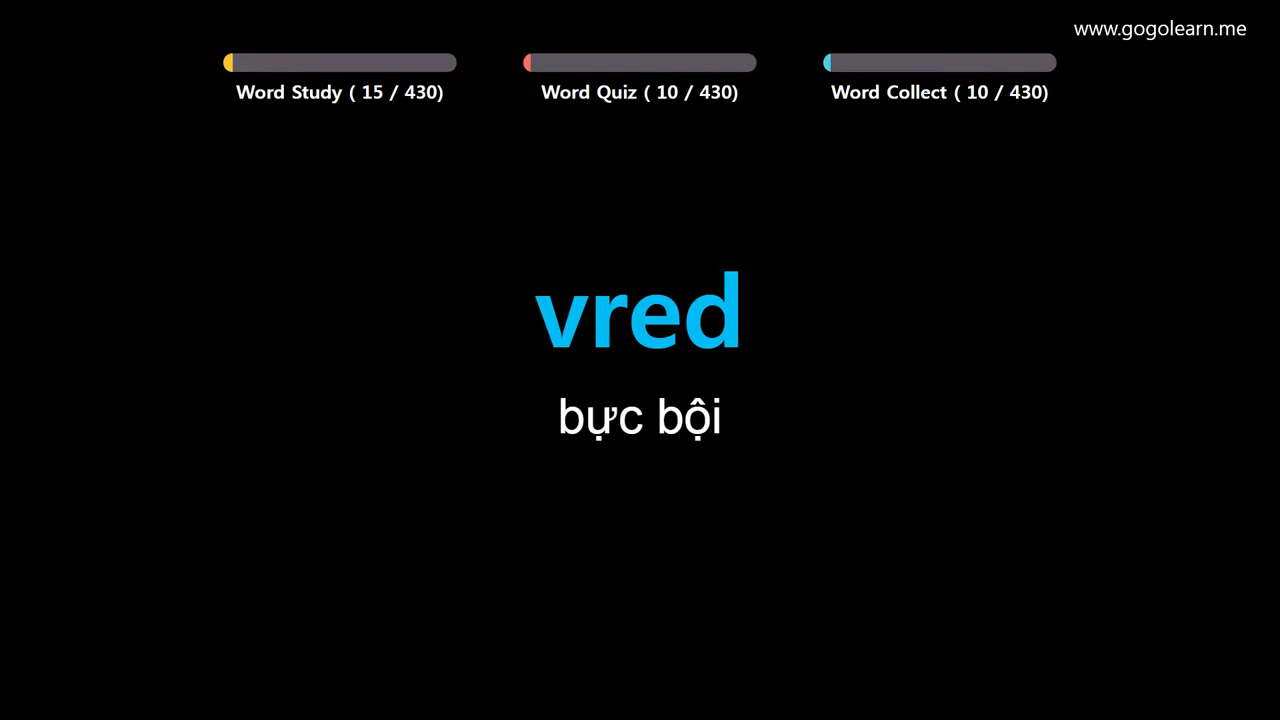 www.gogolearn.me
Word Study ( 15 / 430)
Word Quiz ( 10 / 430)
Word Collect ( 10 / 430)
vred
bực bội